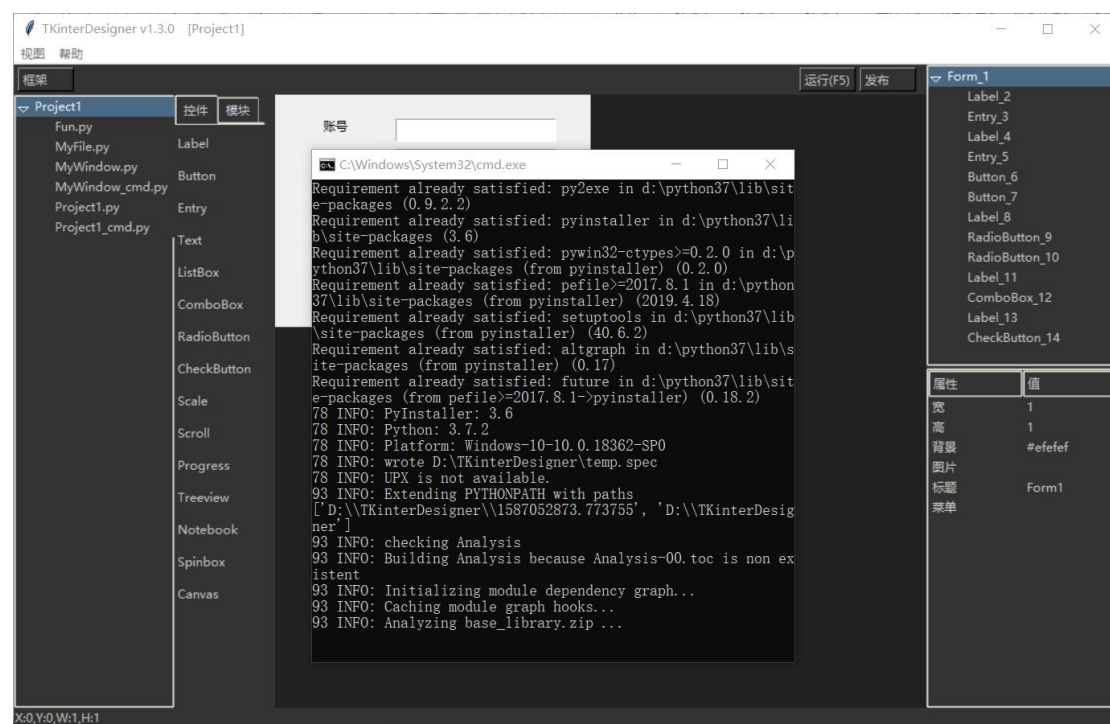 TKinterDesigner v1.3.0 [Project1]
视图 帮助
框架
运行(F5) 发布
Project1
Fun.py
MyFile.py
MyWindow.py
MyWindow_cmd.py
Project1.py
Project1_cmd.py
控件 模块
Label
Button
Entry
Text
ListBox
ComboBox
RadioButton
CheckButton
Scale
Scroll
Progress
Treeview
Notebook
Spinbox
Canvas
账号
C:\Windows\System32\cmd.exe
Requirement already satisfied: py2exe in d:\python37\lib\sit
e-packages (0.9.2.2)
Requirement already satisfied: pyinstaller in d:\python37\li
b\site-packages (3.6)
Requirement already satisfied: pywin32-ctypes>=0.2.0 in d:\p
ython37\lib\site-packages (from pyinstaller) (0.2.0)
Requirement already satisfied: pefile>=2017.8.1 in d:\python
37\lib\site-packages (from pyinstaller) (2019.4.18)
Requirement already satisfied: setuptools in d:\python37\lib
\site-packages (from pyinstaller) (40.6.2)
Requirement already satisfied: altgraph in d:\python37\lib\s
ite-packages (from pyinstaller) (0.17)
Requirement already satisfied: future in d:\python37\lib\sit
e-packages (from pefile>=2017.8.1->pyinstaller) (0.18.2)
78 INFO: PyInstaller: 3.6
78 INFO: Python: 3.7.2
78 INFO: Platform: Windows-10-10.0.18362-SP0
78 INFO: wrote D:\TKinterDesigner\temp.spec
78 INFO: UPX is not available.
93 INFO: Extending PYTHONPATH with paths
['D:\\TKinterDesigner\\1587052873.773755', 'D:\\TKinterDesig
ner']
93 INFO: checking Analysis
93 INFO: Building Analysis because Analysis-00.toc is non ex
istent
93 INFO: Initializing module dependency graph...
93 INFO: Caching module graph hooks...
93 INFO: Analyzing base_library.zip ...
Form_1
Label_2
Entry_3
Label_4
Entry_5
Button_6
Button_7
Label_8
RadioButton_9
RadioButton_10
Label_11
ComboBox_12
Label_13
CheckButton_14
属性 值
宽 1
高 1
背景 #efefef
图片
标题 Form1
菜单
X:0,Y:0,W:1,H:1